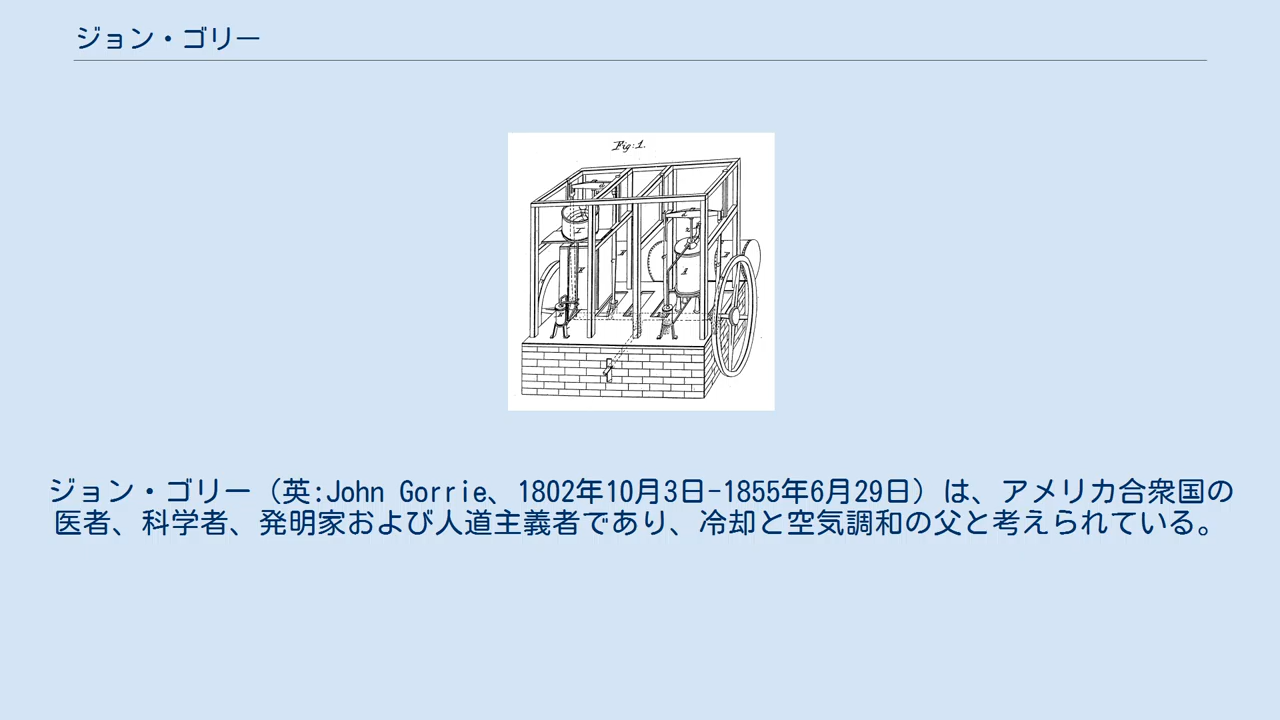 ジョン・ゴリー
Fig:1.
ジョン・ゴリー（英:John Gorrie、1802年10月3日-1855年6月29日）は、アメリカ合衆国の
医者、科学者、発明家および人道主義者であり、冷却と空気調和の父と考えられている。